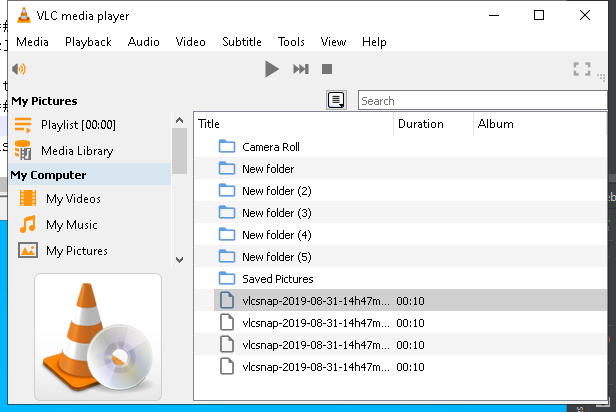 VLC media player
Media Playback Audio Video Subtitle Tools View Help
My Pictures
Search
Playlist [00:00]
Media Library
My Computer
My Videos
My Music
My Pictures
Title Duration Album
Camera Roll
New folder
New folder (2)
New folder (3)
New folder (4)
New folder (5)
Saved Pictures
vlcsnap-2019-08-31-14h47m... 00:10
vlcsnap-2019-08-31-14h47m... 00:10
vlcsnap-2019-08-31-14h47m... 00:10
vlcsnap-2019-08-31-14h47m... 00:10